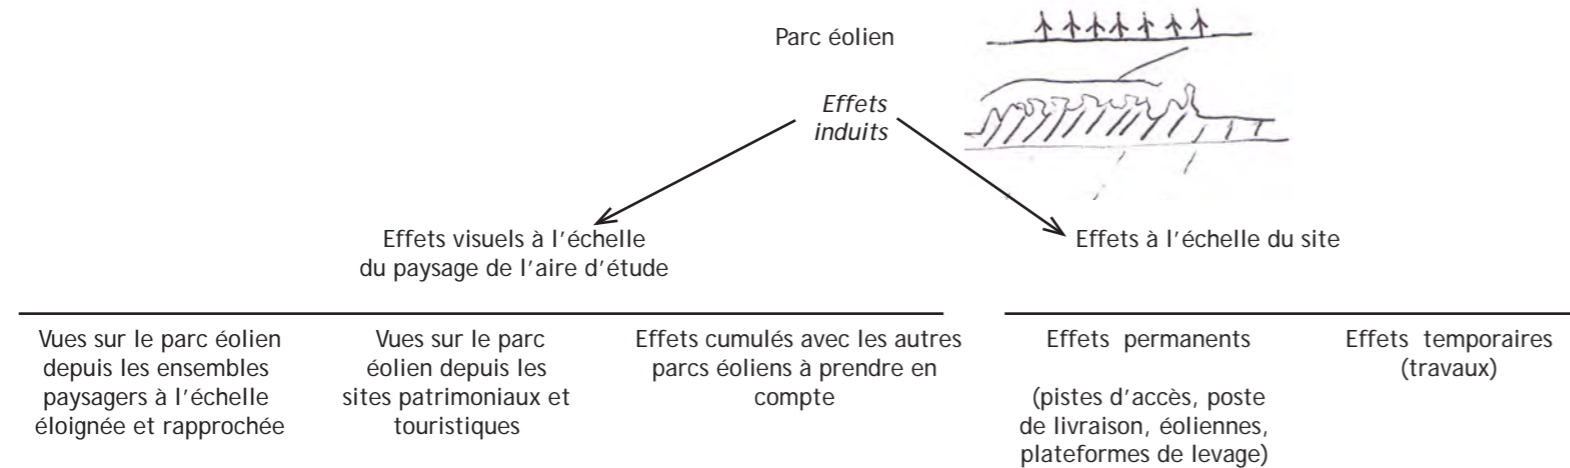 Parc éolien
Effets
induits
Effets visuels à l'échelle
du paysage de l'aire d'étude
Effets à l'échelle du site
Vues sur le parc éolien
depuis les ensembles
paysagers à l'échelle
éloignée et rapprochée
Vues sur le parc
éolien depuis les
sites patrimoniaux et
touristiques
Effets cumulés avec les autres
parcs éoliens à prendre en
compte
Effets permanents
(pistes d'accès, poste
de livraison, éoliennes,
plateformes de levage)
Effets temporaires
(travaux)